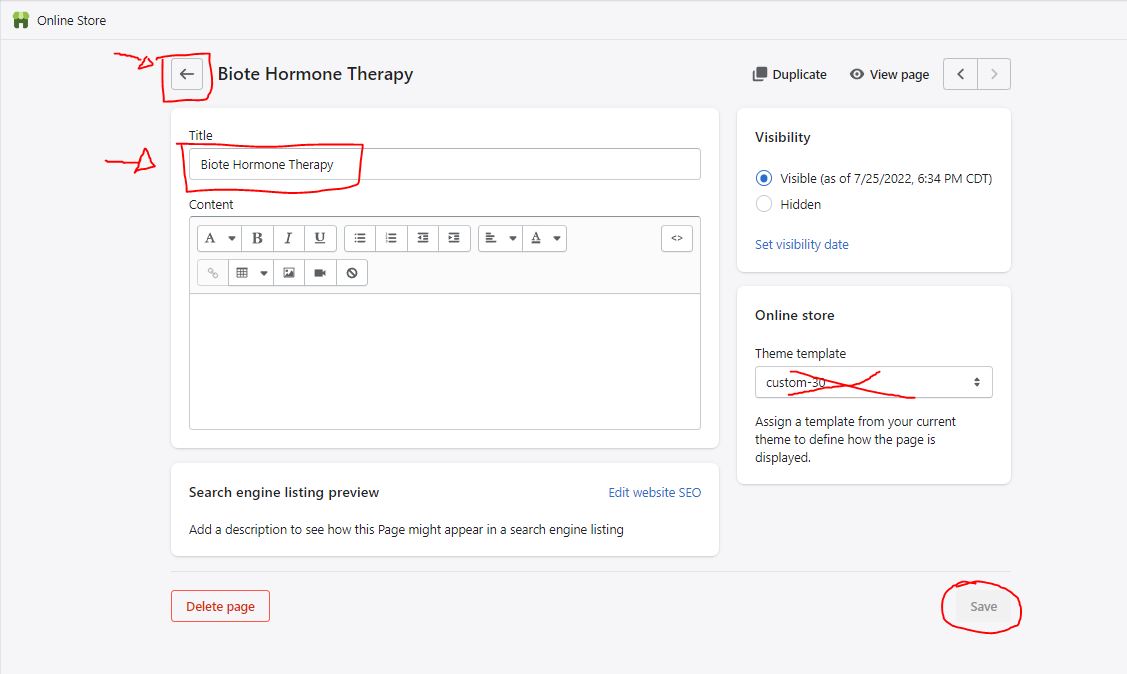 Online Store
Biote Hormone Therapy
Duplicate
View page
Title
Biote Hormone Therapy
Content
A B I U A <>
Visibility
Visible (as of 7/25/2022, 6:34 PM CDT)
Hidden
Set visibility date
Online store
Theme template
custom-30
Assign a template from your current
theme to define how the page is
displayed.
Search engine listing preview
Edit website SEO
Add a description to see how this Page might appear in a search engine listing
Delete page
Save